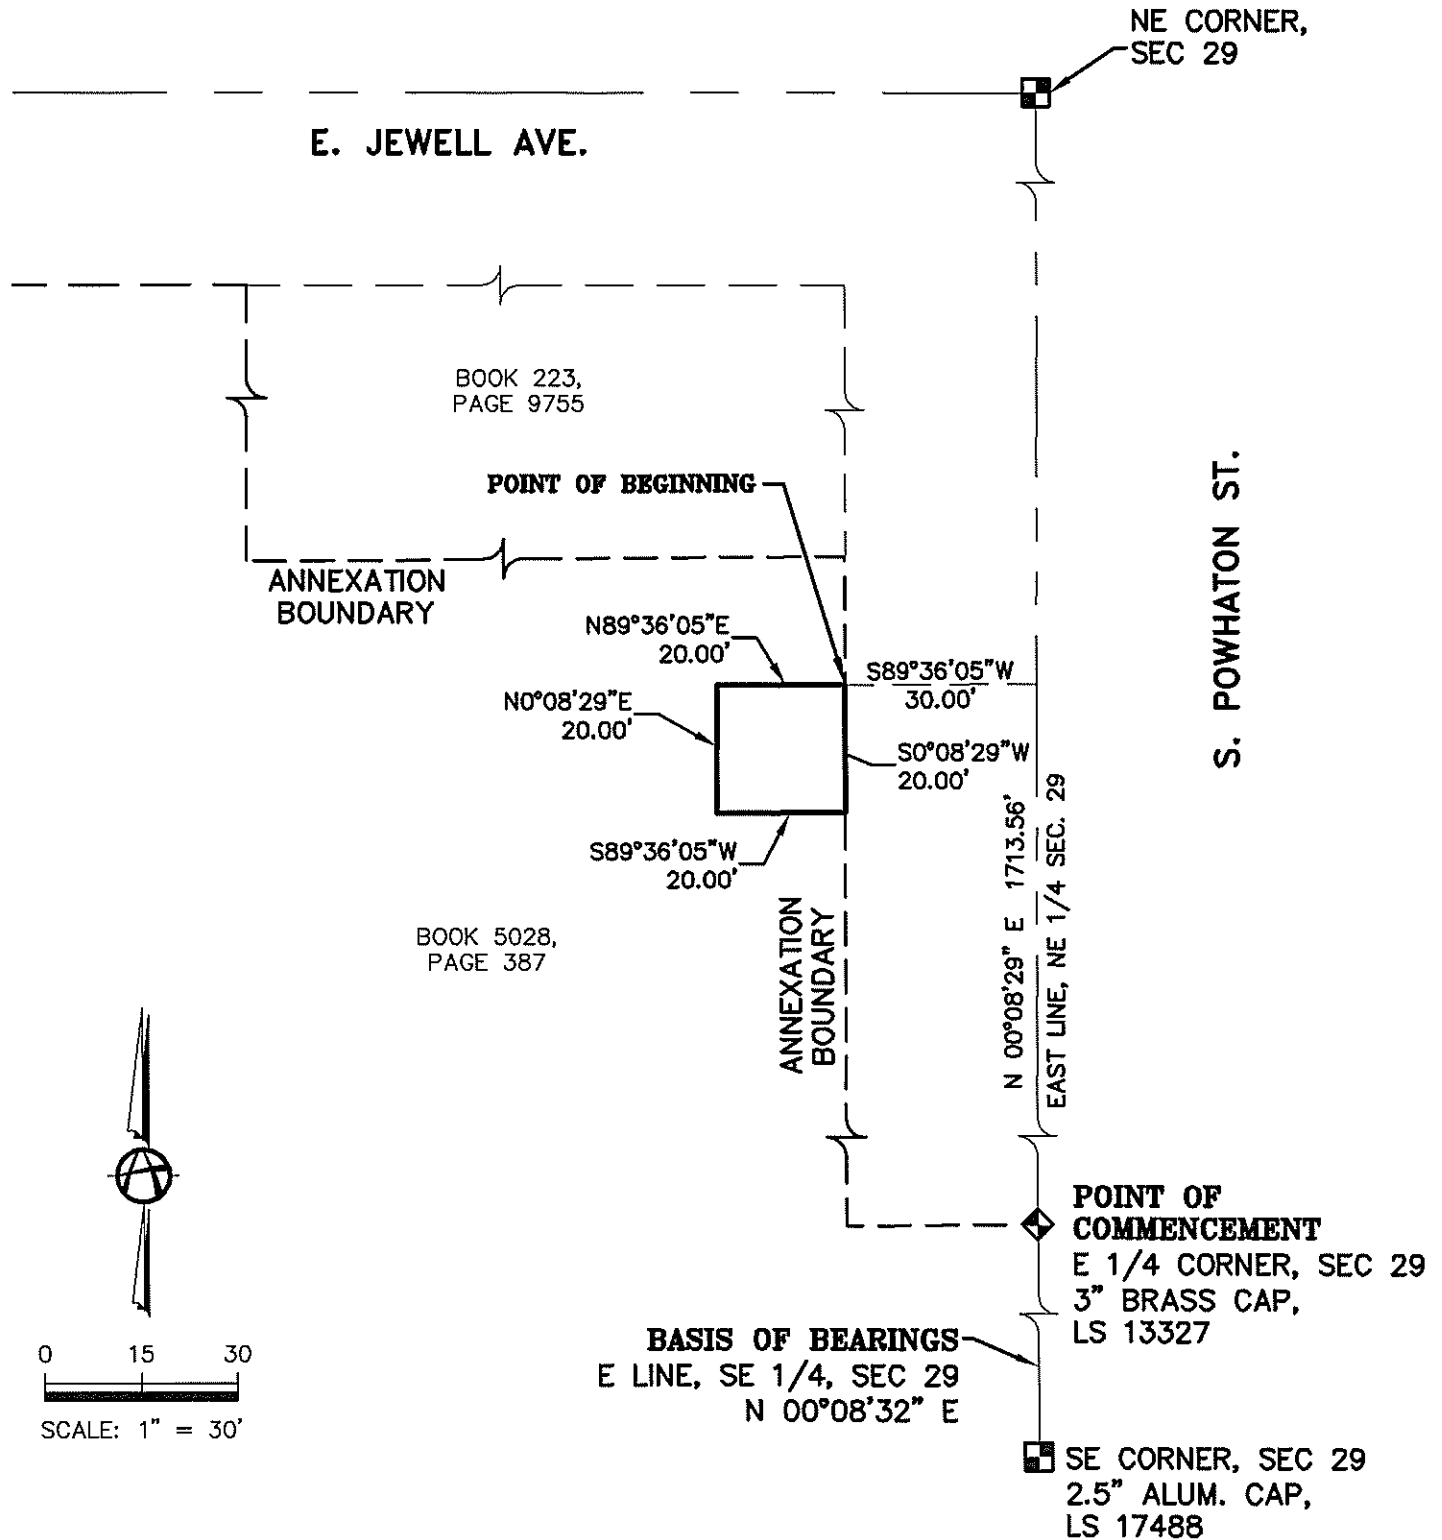 NE CORNER,
SEC 29
E. JEWELL AVE.
BOOK 223,
PAGE 9755
POINT OF BEGINNING
S. POWHATON ST.
ANNEXATION
BOUNDARY
N89°36'05"E
20.00'
S89°36'05"W
30.00'
N0°08'29"E
20.00'
S0°08'29"W
20.00'
S89°36'05"W
20.00'
N 00°08'29" E 1713.56'
EAST LINE, NE 1/4 SEC. 29
ANNEXATION
BOUNDARY
BOOK 5028,
PAGE 387
POINT OF
COMMENCEMENT
E 1/4 CORNER, SEC 29
3" BRASS CAP,
LS 13327
BASIS OF BEARINGS
E LINE, SE 1/4, SEC 29
N 00°08'32" E
0 15 30
SCALE: 1" = 30'
SE CORNER, SEC 29
2.5" ALUM. CAP,
LS 17488